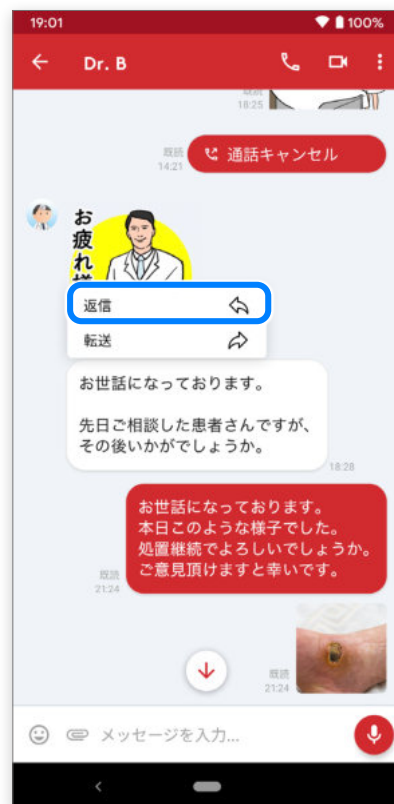 19:01
100%
Dr. B
18:25
既読
14:21
通話キャンセル
お疲れ様
返信
転送
お世話になっております。
先日ご相談した患者さんですが、
その後いかがでしょうか。
18:28
お世話になっております。
本日このような様子でした。
処置継続でよろしいでしょうか。
ご意見頂けますと幸いです。
既読
21:24
既読
21:24
メッセージを入力...